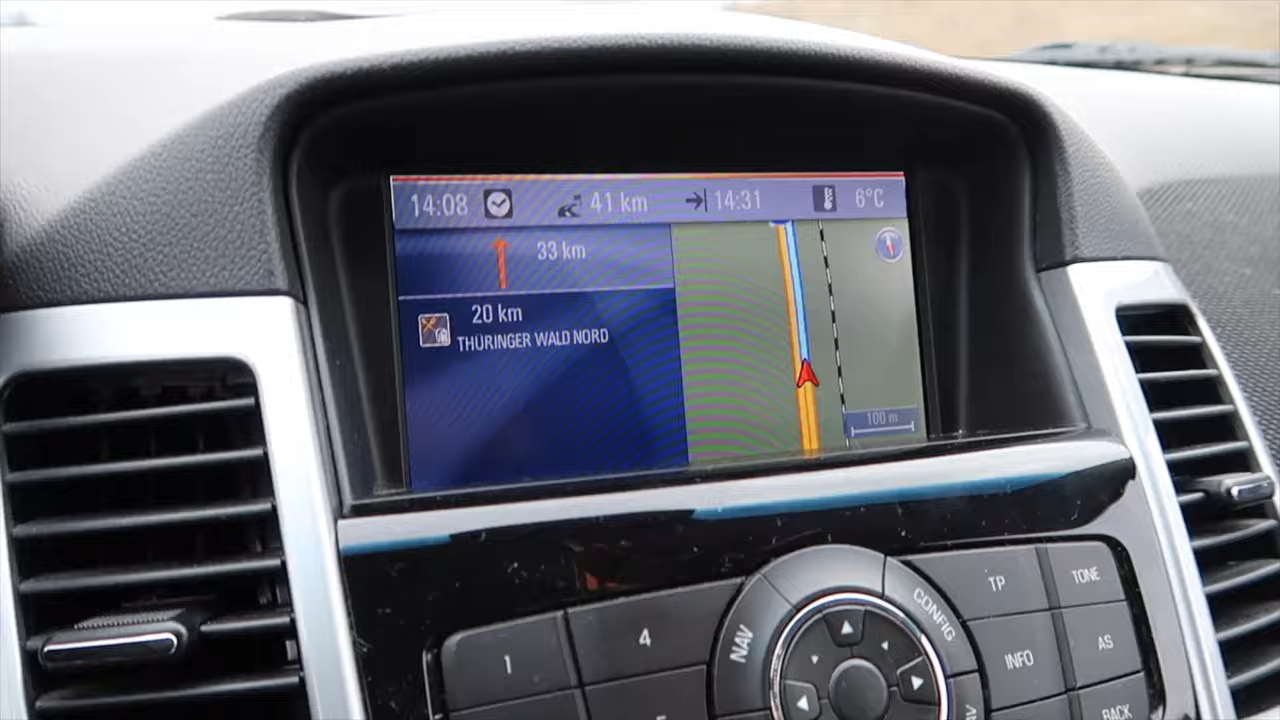 14:08 41 km 14:31 6°C
33 km
20 km
THÜRINGER WALD NORD
100 m
1
4
NAV
CONFIG
TP
TONE
INFO
AS
BACK